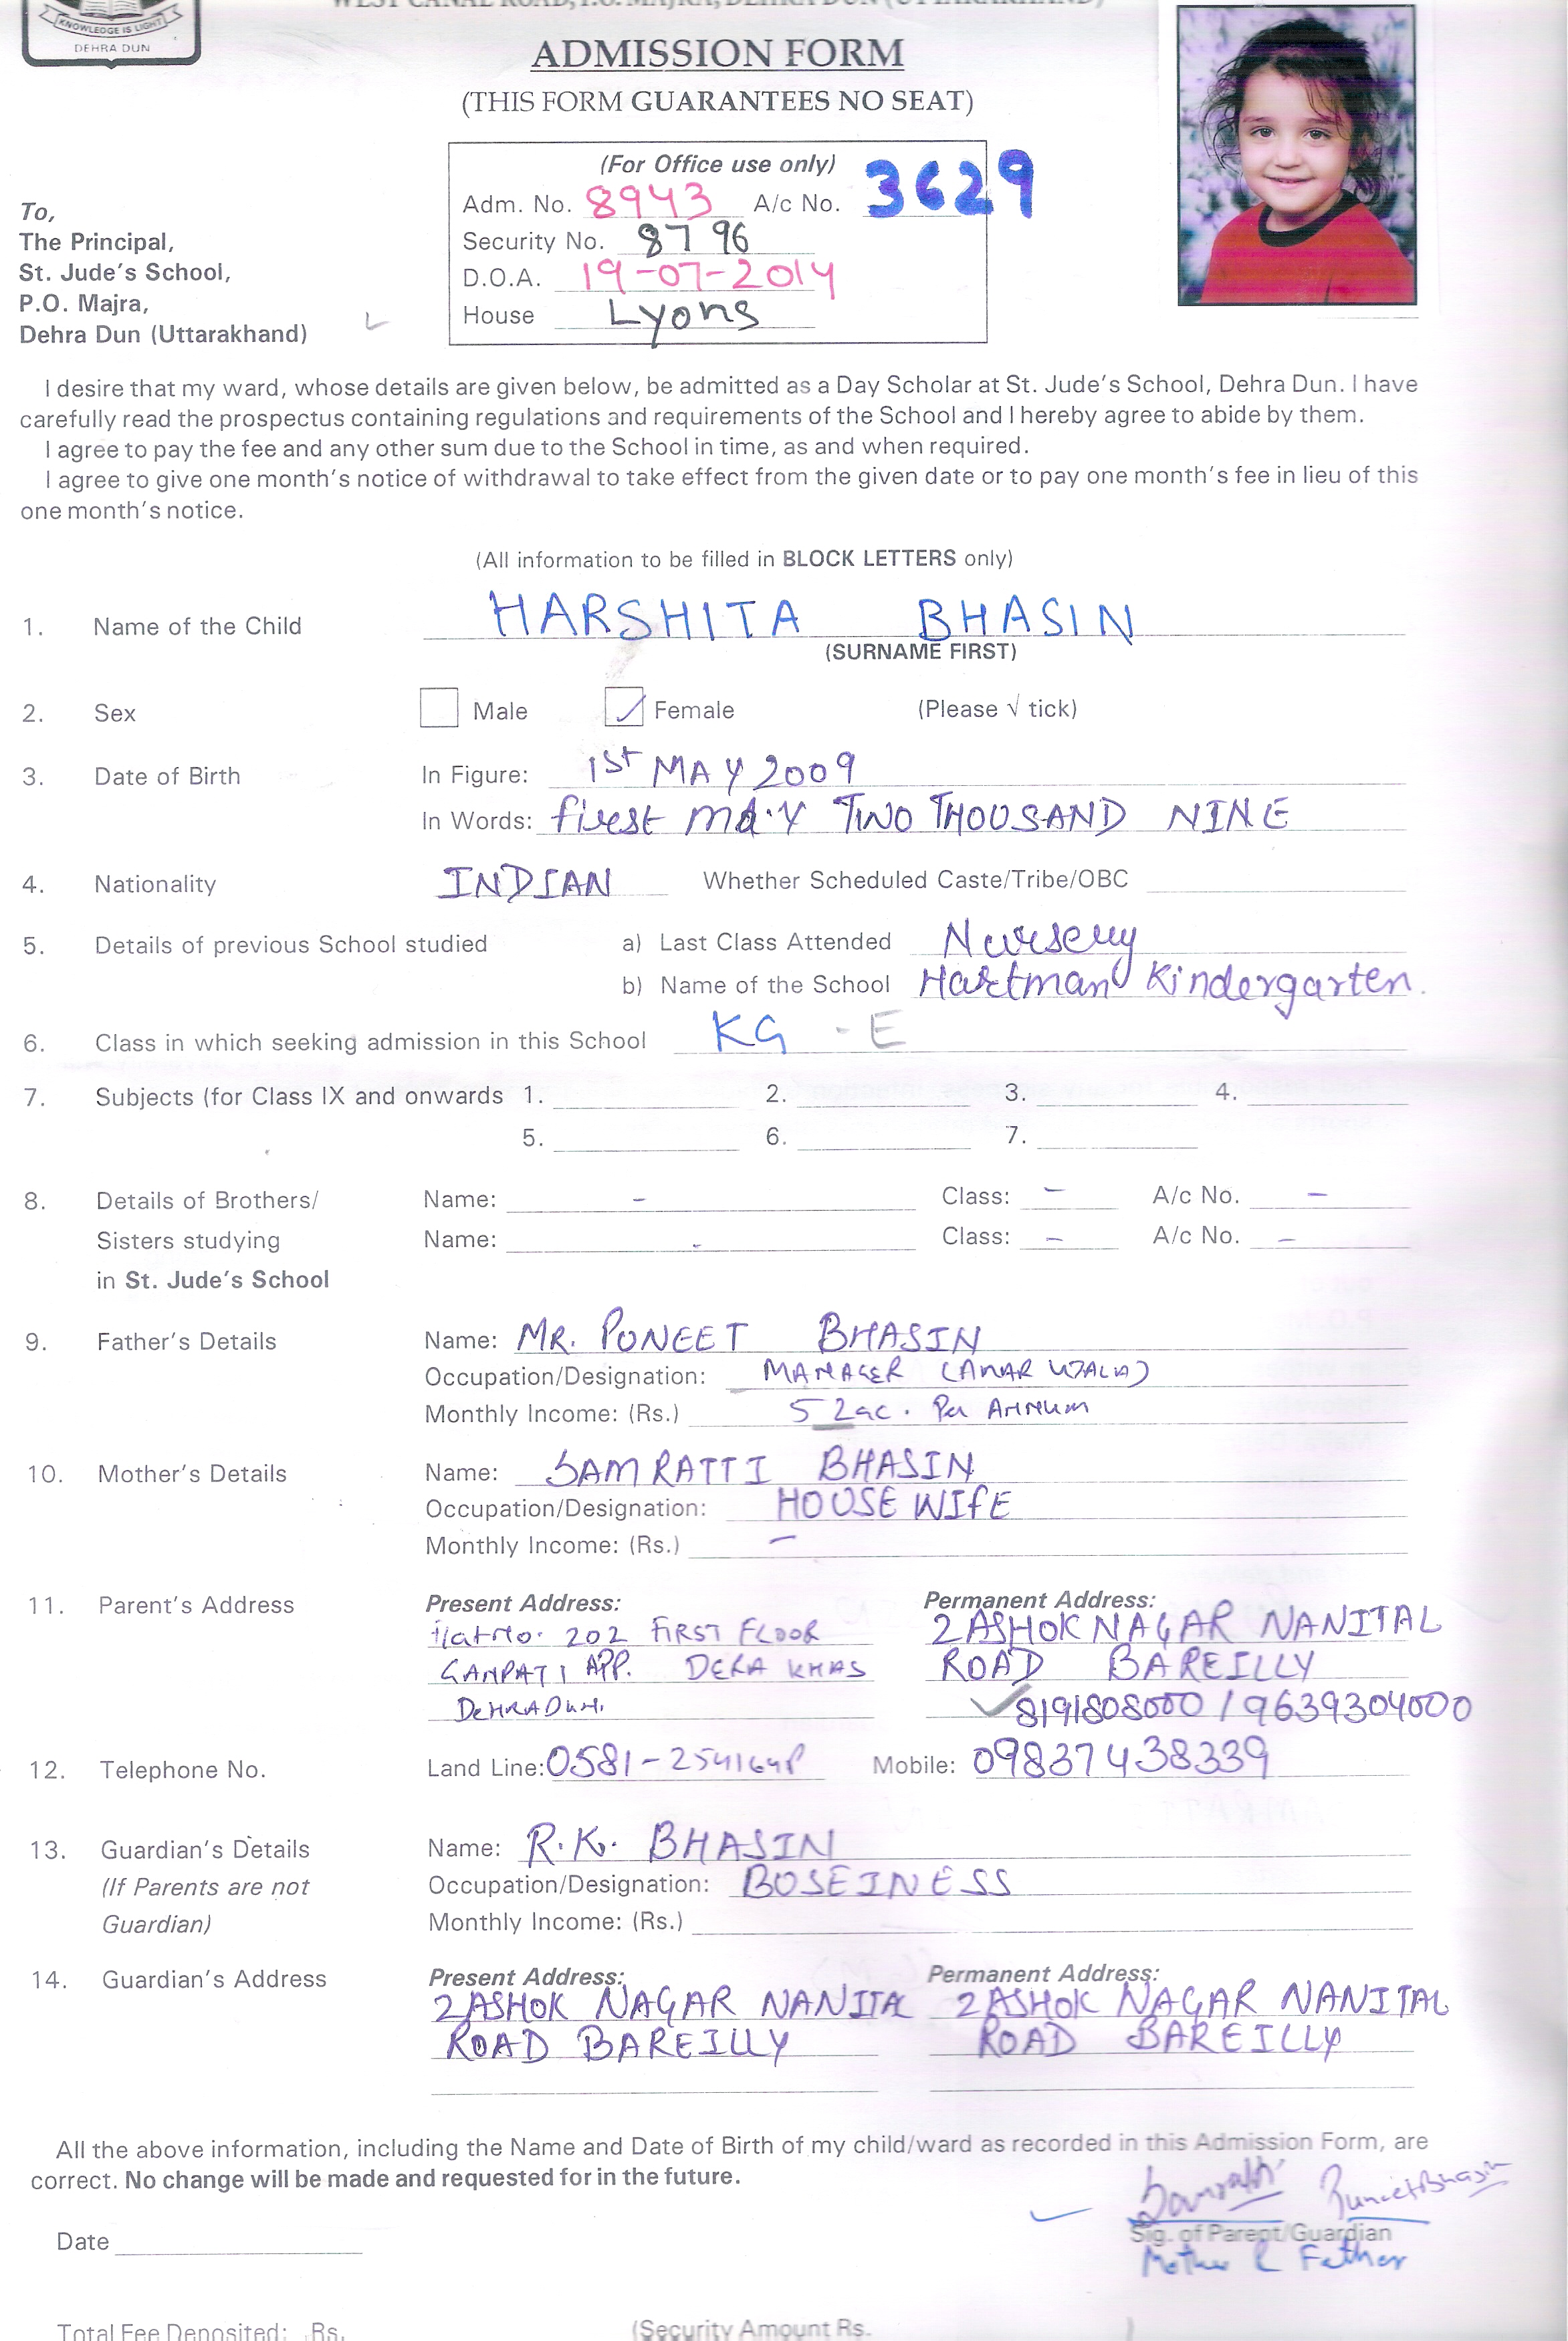 WEST CANAL ROAD, P.O. MAJRA, DEHRA DUN (UTTARAKHAND)
KNOWLEDGE IS LIGHT
DEHRA DUN
ADMISSION FORM
(THIS FORM GUARANTEES NO SEAT)
(For Office use only)
Adm. No. 8943 A/c No. 3629
Security No. 8796
D.O.A. 19-07-2014
House Lyons
To,
The Principal,
St. Jude's School,
P.O. Majra,
Dehra Dun (Uttarakhand)
I desire that my ward, whose details are given below, be admitted as a Day Scholar at St. Jude's School, Dehra Dun. I have
carefully read the prospectus containing regulations and requirements of the School and I hereby agree to abide by them.
I agree to pay the fee and any other sum due to the School in time, as and when required.
I agree to give one month's notice of withdrawal to take effect from the given date or to pay one month's fee in lieu of this
one month's notice.
(All information to be filled in BLOCK LETTERS only)
1. Name of the Child HARSHITA BHASIN
(SURNAME FIRST)
2. Sex Male Female (Please √ tick)
3. Date of Birth In Figure: 1st MAY 2009
In Words: first may TWO THOUSAND NINE
4. Nationality INDIAN Whether Scheduled Caste/Tribe/OBC
5. Details of previous School studied a) Last Class Attended Nursery
b) Name of the School Hartman Kindergarten.
6. Class in which seeking admission in this School KG - E
7. Subjects (for Class IX and onwards 1. 2. 3. 4.
5. 6. 7.
8. Details of Brothers/ Name: - Class: - A/c No. -
Sisters studying Name: - Class: - A/c No. -
in St. Jude's School
9. Father's Details Name: MR. PUNEET BHASIN
Occupation/Designation: MANAGER (AMAR UJALA)
Monthly Income: (Rs.) 5 Lac. Per Annum
10. Mother's Details Name: SAMRATTI BHASIN
Occupation/Designation: HOUSE WIFE
Monthly Income: (Rs.) -
11. Parent's Address Present Address: Permanent Address:
flat No. 202 FIRST FLOOR 2 ASHOK NAGAR NANITAL
GANPATI APP. DERA KHAS ROAD BAREILLY
DEHRADUN. 8191808000 / 9639304000
12. Telephone No. Land Line: 0581- Mobile: 09837438339
13. Guardian's Details Name: R.K. BHASIN
(If Parents are not Occupation/Designation: BUSEINESS
Guardian) Monthly Income: (Rs.)
14. Guardian's Address Present Address: Permanent Address:
2 ASHOK NAGAR NANITAL 2 ASHOK NAGAR NANITAL
ROAD BAREILLY ROAD BAREILLY
All the above information, including the Name and Date of Birth of my child/ward as recorded in this Admission Form, are
correct. No change will be made and requested for in the future.
Puneet Bhasin
Date Sig. of Parent/Guardian
Mother & Father
Total Fee Deposited: Rs. (Security Amount Rs. )